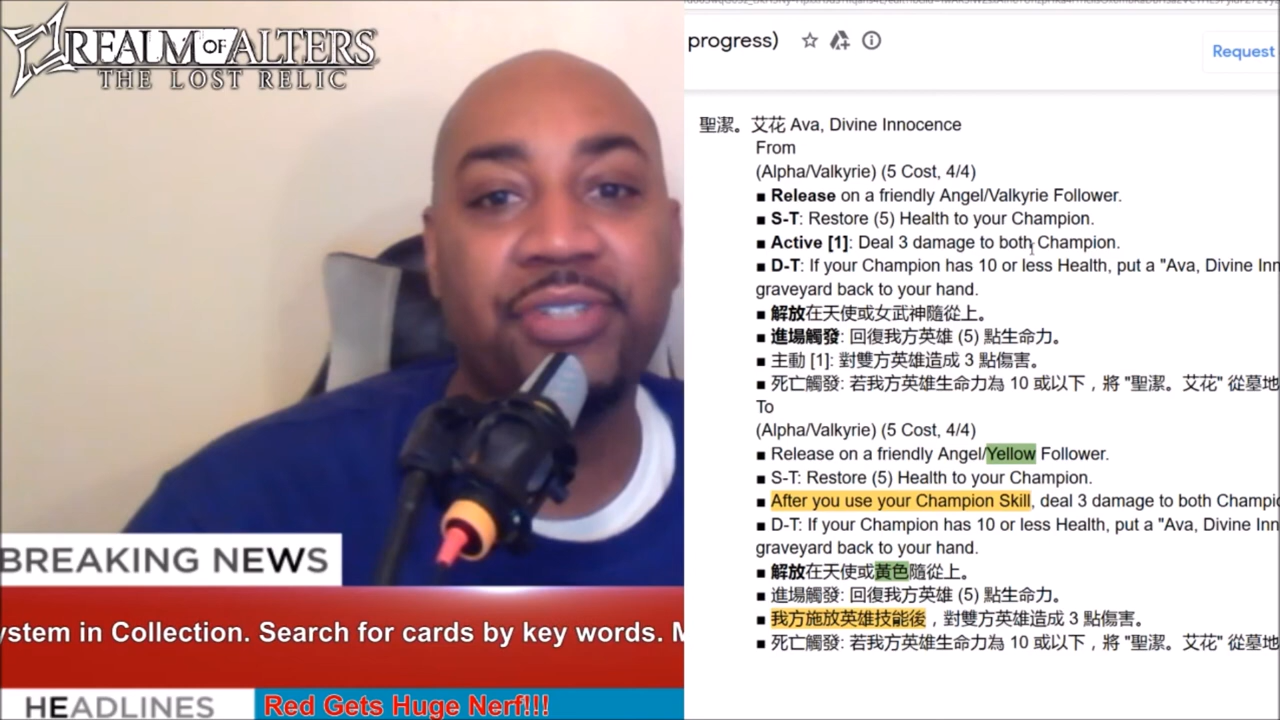 REALM OF ALTERS
THE LOST RELIC
progress)
Request
聖潔。艾花 Ava, Divine Innocence
From
(Alpha/Valkyrie) (5 Cost, 4/4)
■ Release on a friendly Angel/Valkyrie Follower.
■ S-T: Restore (5) Health to your Champion.
■ Active [1]: Deal 3 damage to both Champion.
■ D-T: If your Champion has 10 or less Health, put a "Ava, Divine Inn
graveyard back to your hand.
■ 解放在天使或女武神隨從上。
■ 進場觸發: 回復我方英雄 (5) 點生命力。
■ 主動 [1]: 對雙方英雄造成 3 點傷害。
■ 死亡觸發: 若我方英雄生命力為 10 或以下，將 "聖潔。艾花" 從墓地
To
(Alpha/Valkyrie) (5 Cost, 4/4)
■ Release on a friendly Angel/Yellow Follower.
■ S-T: Restore (5) Health to your Champion.
■ After you use your Champion Skill, deal 3 damage to both Champi
■ D-T: If your Champion has 10 or less Health, put a "Ava, Divine Inn
graveyard back to your hand.
■ 解放在天使或黃色隨從上。
■ 進場觸發: 回復我方英雄 (5) 點生命力。
■ 我方施放英雄技能後，對雙方英雄造成 3 點傷害。
■ 死亡觸發: 若我方英雄生命力為 10 或以下，將 "聖潔。艾花" 從墓地
BREAKING NEWS
ystem in Collection. Search for cards by key words. M
HEADLINES
Red Gets Huge Nerf!!!